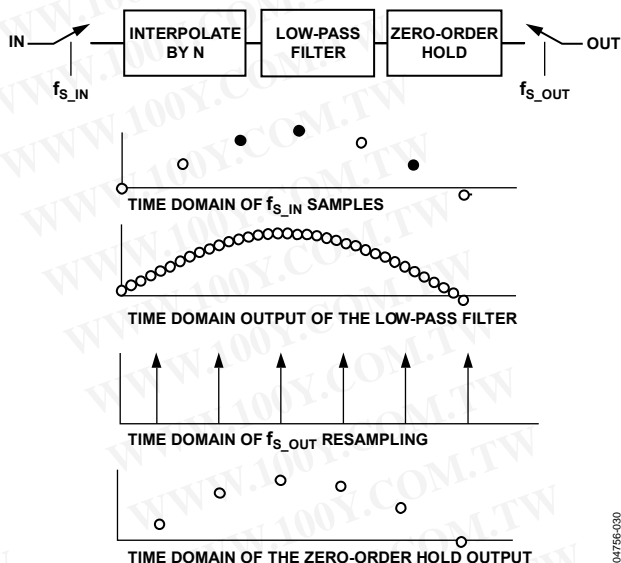 IN
INTERPOLATE
BY N
LOW-PASS
FILTER
ZERO-ORDER
HOLD
OUT
fS_IN
fS_OUT
TIME DOMAIN OF fS_IN SAMPLES
TIME DOMAIN OUTPUT OF THE LOW-PASS FILTER
TIME DOMAIN OF fS_OUT RESAMPLING
TIME DOMAIN OF THE ZERO-ORDER HOLD OUTPUT
04756-030
WWW.100Y.COM.TW